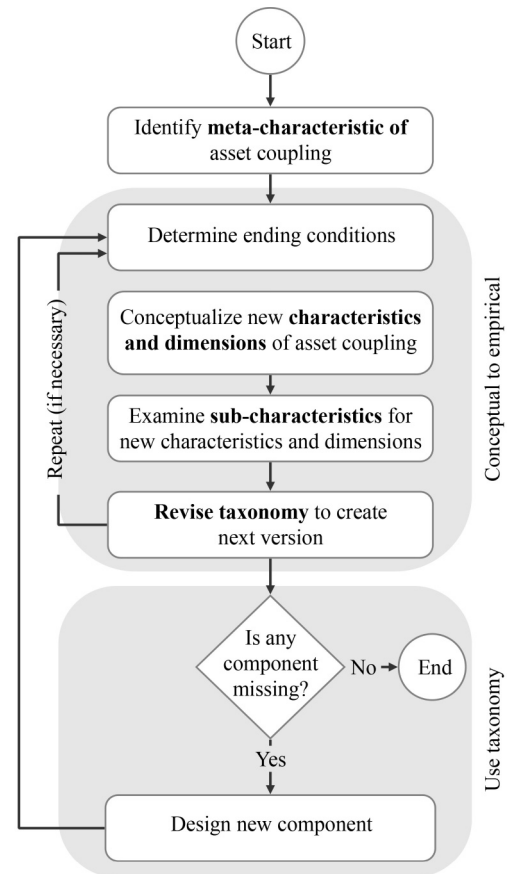 Start
Identify meta-characteristic of
asset coupling
Determine ending conditions
Conceptualize new characteristics
and dimensions of asset coupling
Examine sub-characteristics for
new characteristics and dimensions
Revise taxonomy to create
next version
Repeat (if necessary)
Conceptual to empirical
Is any
component
missing?
No
End
Yes
Design new component
Use taxonomy